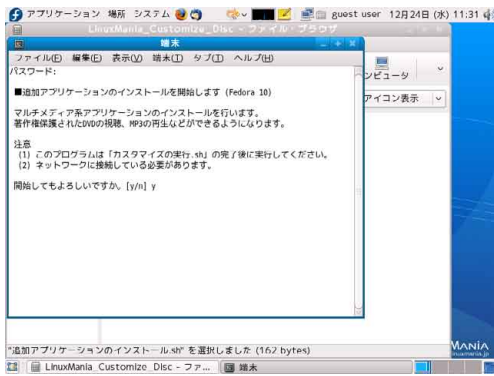 アプリケーション 場所 システム guest user 12月24日 (水) 11:31
LinuxMania_Customize_Disc - ファイル・ブラウザ
端末
ファイル(F) 編集(E) 表示(V) 端末(T) タブ(T) ヘルプ(H)
パスワード:
■追加アプリケーションのインストールを開始します (Fedora 10)
マルチメディア系アプリケーションのインストールを行います。
著作権保護されたDVDの視聴、MP3の再生などができるようになります。
注意
(1) このプログラムは「カスタマイズの実行.sh」の完了後に実行してください。
(2) ネットワークに接続している必要があります。
開始してもよろしいですか。[y/n] y
ンピュータ
アイコン表示
"追加アプリケーションのインストール.sh" を選択しました (162 bytes)
MANIA
LinuxMania_Customize_Disc - ファ...
端末